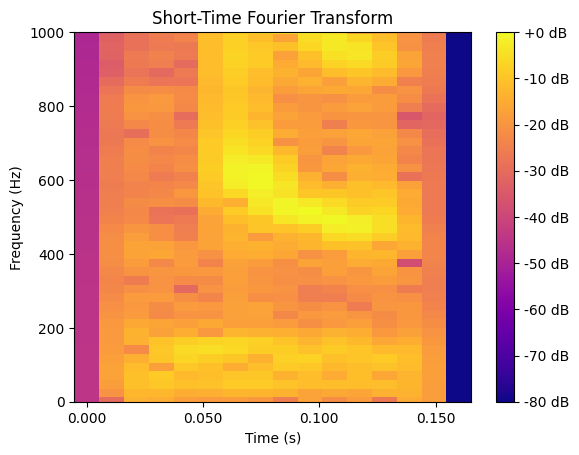 Short-Time Fourier Transform
1000
800
600
400
200
0
Frequency (Hz)
0.000
0.050
0.100
0.150
Time (s)
+0 dB
-10 dB
-20 dB
-30 dB
-40 dB
-50 dB
-60 dB
-70 dB
-80 dB